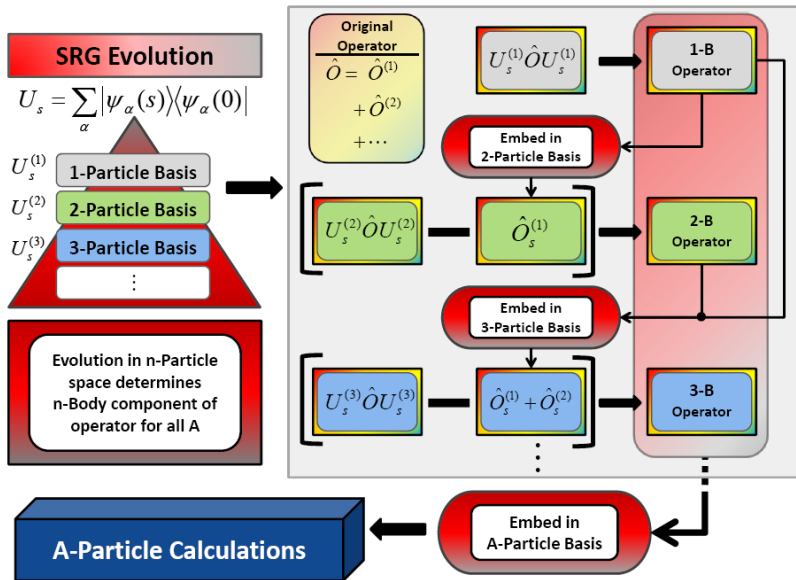 SRG Evolution
U_s = ∑_α |ψ_α(s)⟩⟨ψ_α(0)|
U_s^(1)
1-Particle Basis
U_s^(2)
2-Particle Basis
U_s^(3)
3-Particle Basis
⋮
Evolution in n-Particle
space determines
n-Body component of
operator for all A
Original
Operator
Ô = Ô^(1)
+ Ô^(2)
+ ⋯
U_s^(1) Ô U_s^(1)
1-B
Operator
Embed in
2-Particle Basis
[ U_s^(2) Ô U_s^(2) — Ô_s^(1) ]
2-B
Operator
Embed in
3-Particle Basis
[ U_s^(3) Ô U_s^(3) — Ô_s^(1) + Ô_s^(2) ]
3-B
Operator
⋮
Embed in
A-Particle Basis
A-Particle Calculations